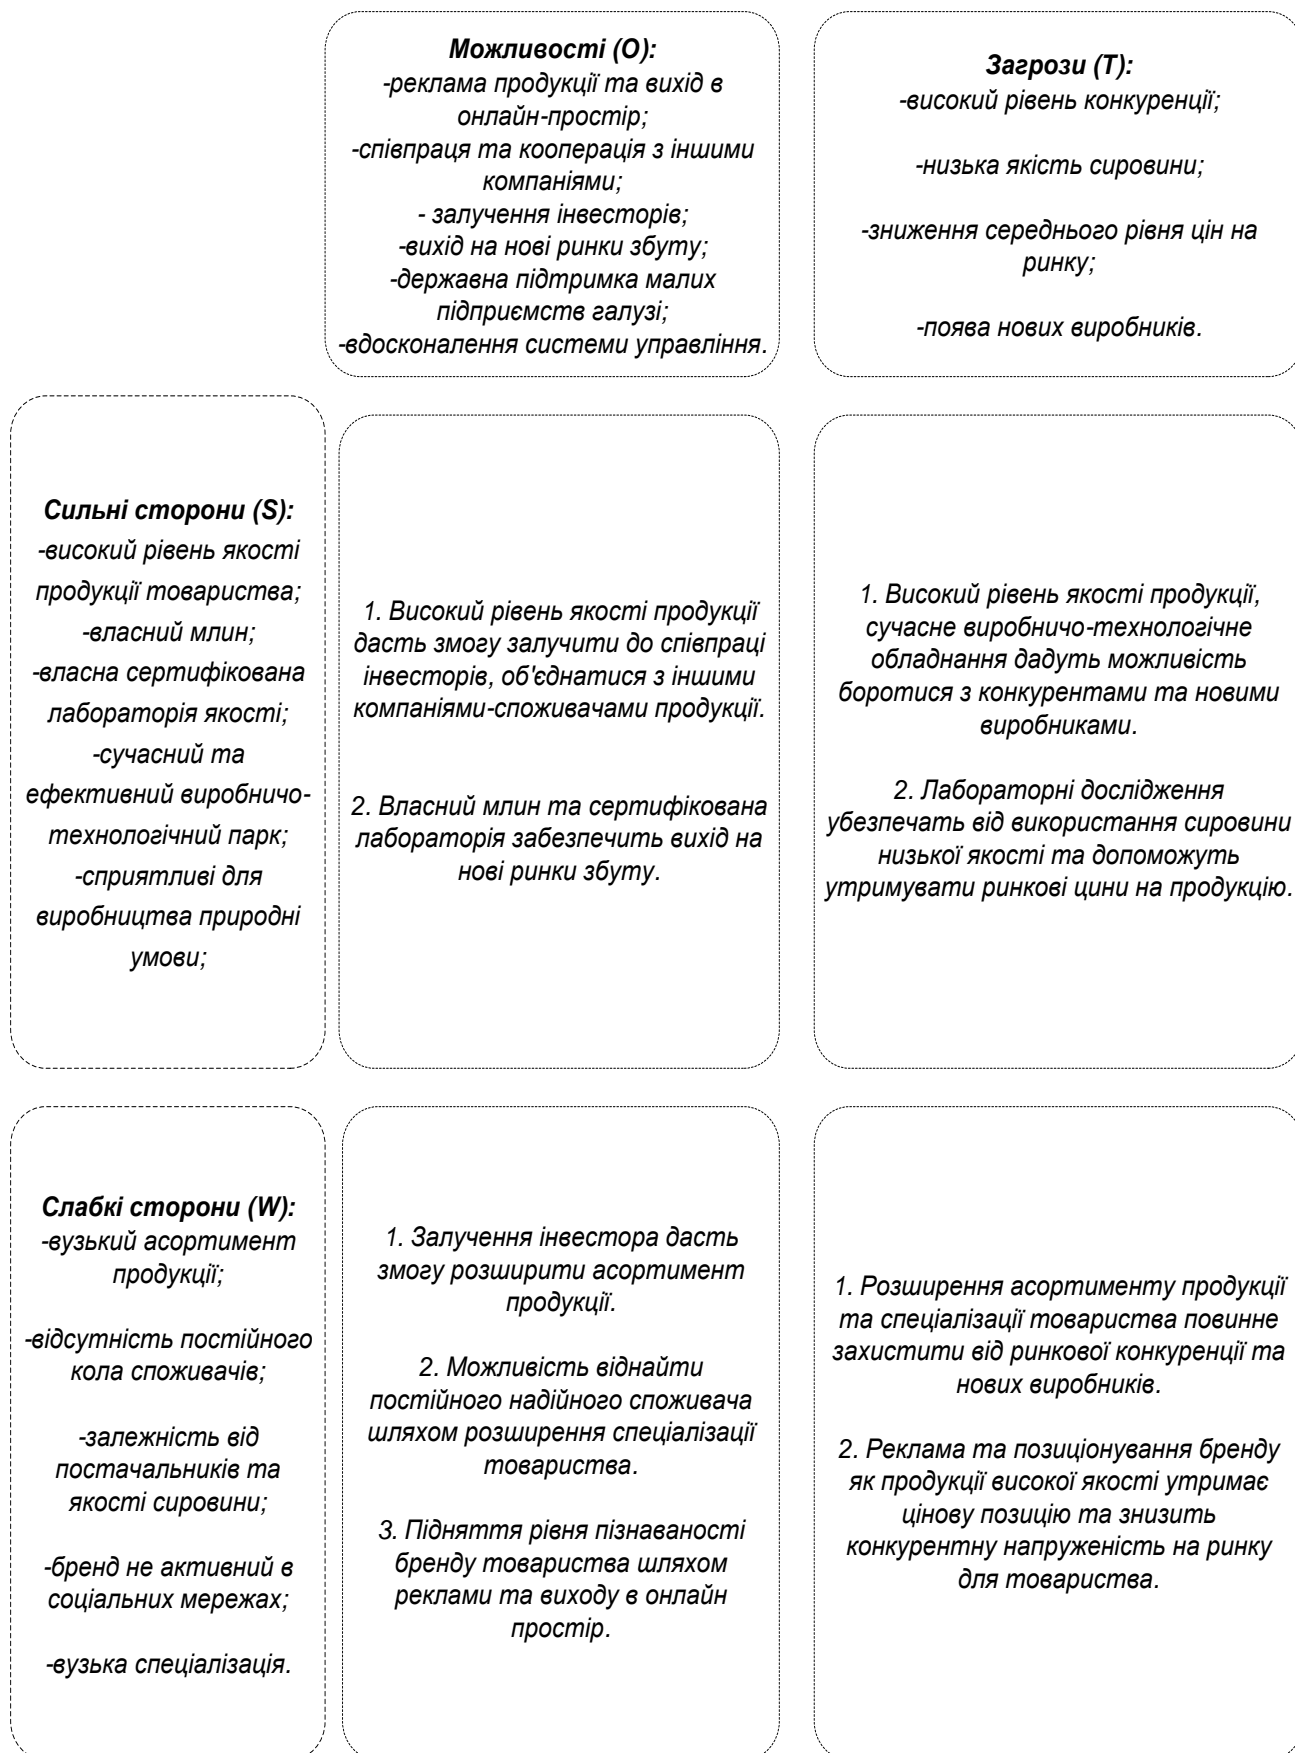 Можливості (O):
-реклама продукції та вихід в
онлайн-простір;
-співпраця та кооперація з іншими
компаніями;
- залучення інвесторів;
-вихід на нові ринки збуту;
-державна підтримка малих
підприємств галузі;
-вдосконалення системи управління.
Загрози (T):
-високий рівень конкуренції;
-низька якість сировини;
-зниження середнього рівня цін на
ринку;
-поява нових виробників.
Сильні сторони (S):
-високий рівень якості
продукції товариства;
-власний млин;
-власна сертифікована
лабораторія якості;
-сучасний та
ефективний виробничо-
технологічний парк;
-сприятливі для
виробництва природні
умови;
1. Високий рівень якості продукції
дасть змогу залучити до співпраці
інвесторів, об'єднатися з іншими
компаніями-споживачами продукції.
2. Власний млин та сертифікована
лабораторія забезпечить вихід на
нові ринки збуту.
1. Високий рівень якості продукції,
сучасне виробничо-технологічне
обладнання дадуть можливість
боротися з конкурентами та новими
виробниками.
2. Лабораторні дослідження
убезпечать від використання сировини
низької якості та допоможуть
утримувати ринкові цини на продукцію.
Слабкі сторони (W):
-вузький асортимент
продукції;
-відсутність постійного
кола споживачів;
-залежність від
постачальників та
якості сировини;
-бренд не активний в
соціальних мережах;
-вузька спеціалізація.
1. Залучення інвестора дасть
змогу розширити асортимент
продукції.
2. Можливість віднайти
постійного надійного споживача
шляхом розширення спеціалізації
товариства.
3. Підняття рівня пізнаваності
бренду товариства шляхом
реклами та виходу в онлайн
простір.
1. Розширення асортименту продукції
та спеціалізації товариства повинне
захистити від ринкової конкуренції та
нових виробників.
2. Реклама та позиціонування бренду
як продукції високої якості утримає
цінову позицію та знизить
конкурентну напруженість на ринку
для товариства.